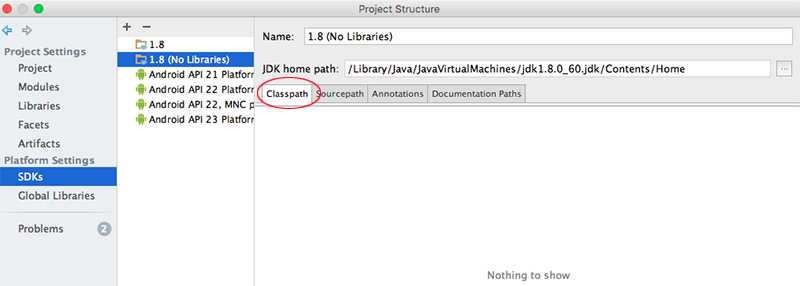 Project Structure
Project Settings
Project
Modules
Libraries
Facets
Artifacts
Platform Settings
SDKs
Global Libraries
Problems 2
+ −
1.8
1.8 (No Libraries)
Android API 21 Platform
Android API 22 Platform
Android API 22, MNC p
Android API 23 Platform
Name: 1.8 (No Libraries)
JDK home path: /Library/Java/JavaVirtualMachines/jdk1.8.0_60.jdk/Contents/Home ...
Classpath Sourcepath Annotations Documentation Paths
Nothing to show